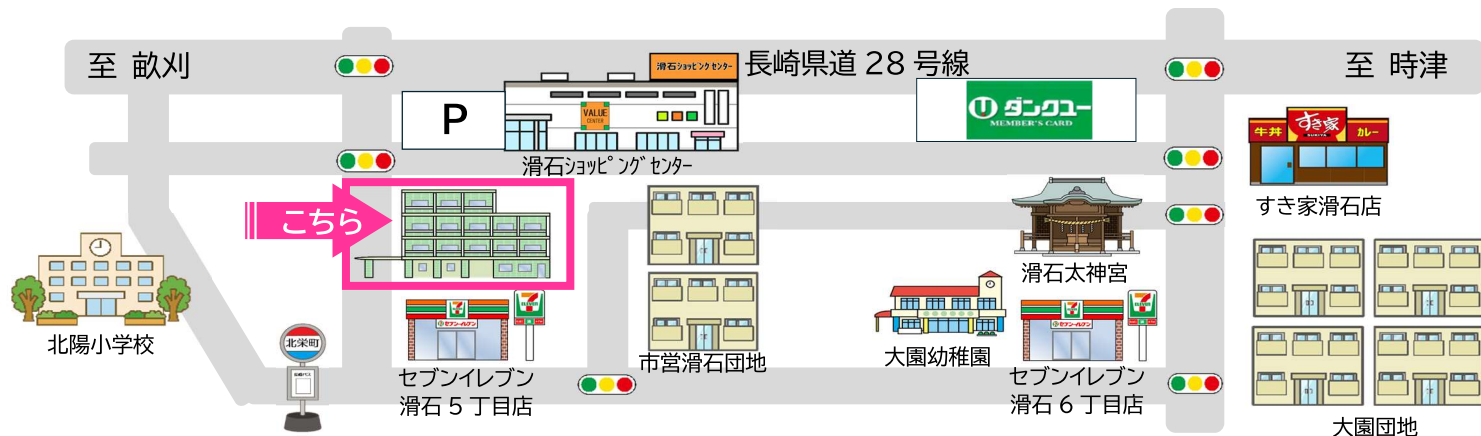 至 畝刈
長崎県道 28 号線
至 時津
滑石ショッピングセンター
P
VALUE
CENTER
ダンクユー
MEMBER'S CARD
牛丼
すき家
SUKIYA
カレー
滑石ショッピングセンター
すき家滑石店
こちら
滑石太神宮
北陽小学校
北栄町
セブン-イレブン
セブンイレブン
滑石 5 丁目店
市営滑石団地
大園幼稚園
セブン-イレブン
セブンイレブン
滑石 6 丁目店
大園団地